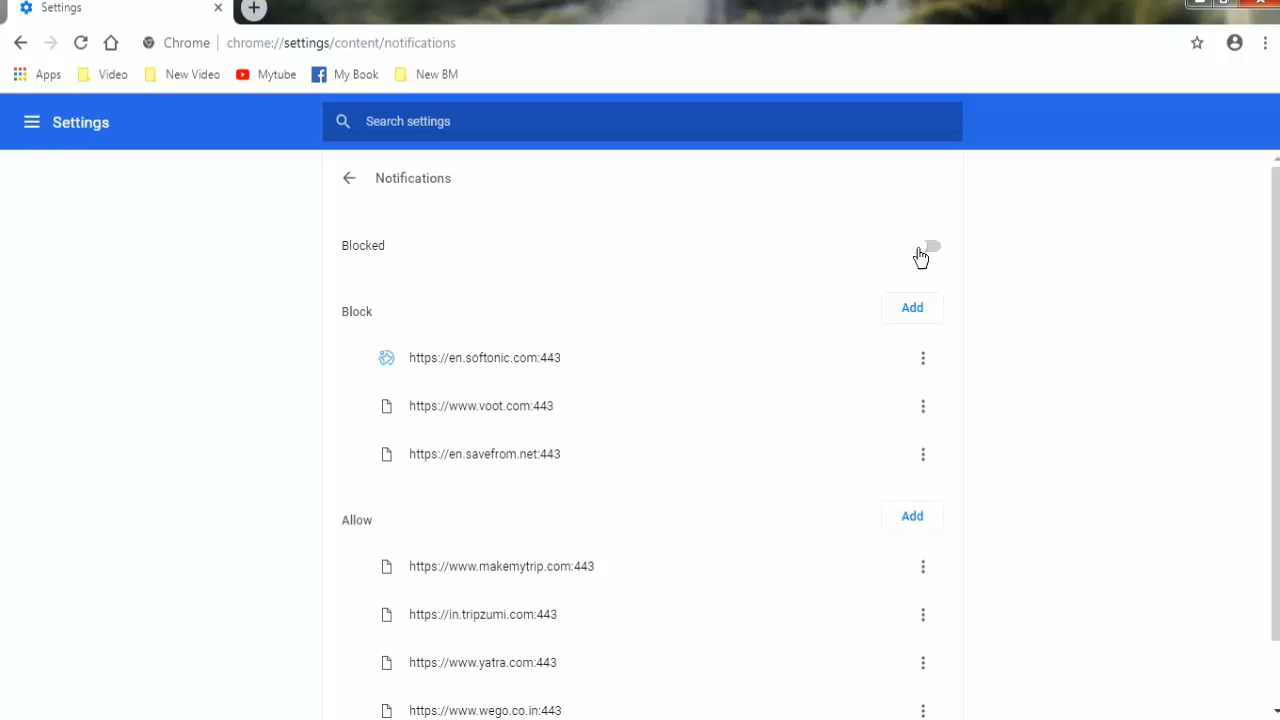 Settings
Chrome chrome://settings/content/notifications
Apps Video New Video Mytube My Book New BM
Settings Search settings
Notifications
Blocked
Block Add
https://en.softonic.com:443
https://www.voot.com:443
https://en.savefrom.net:443
Allow Add
https://www.makemytrip.com:443
https://in.tripzumi.com:443
https://www.yatra.com:443
https://www.wego.co.in:443